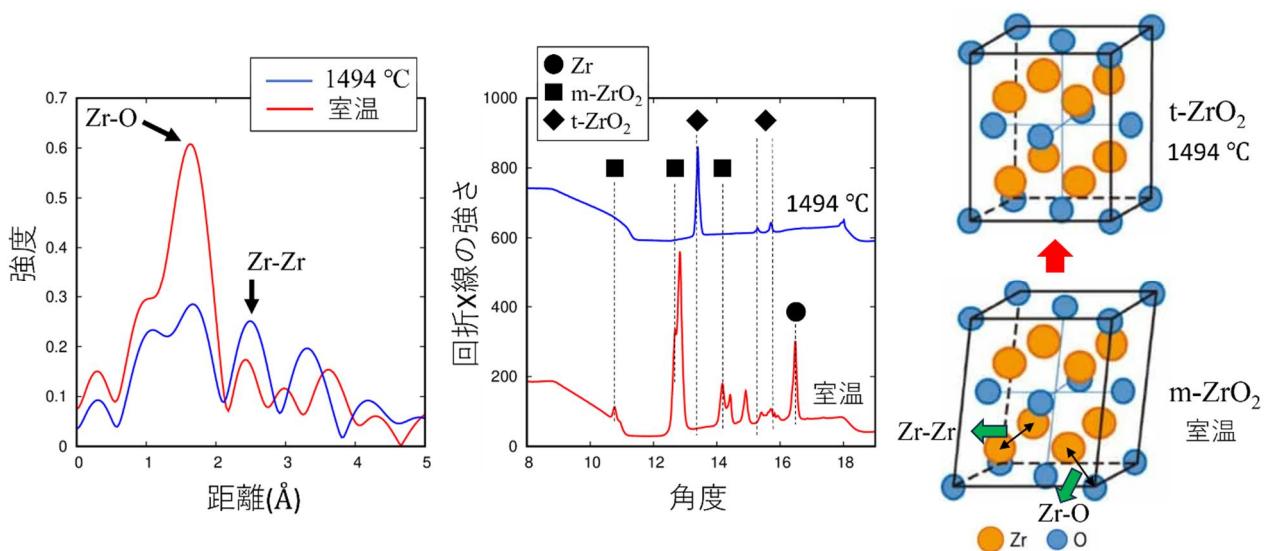 1494 ℃
室温
Zr-O
Zr-Zr
強度
0.7
0.6
0.5
0.4
0.3
0.2
0.1
0
0
1
2
3
4
5
距離(Å)
Zr
m-ZrO₂
t-ZrO₂
回折X線の強さ
1000
800
600
400
200
0
1494 ℃
室温
8
10
12
14
16
18
角度
t-ZrO₂
1494 ℃
m-ZrO₂
室温
Zr-Zr
Zr-O
Zr
O